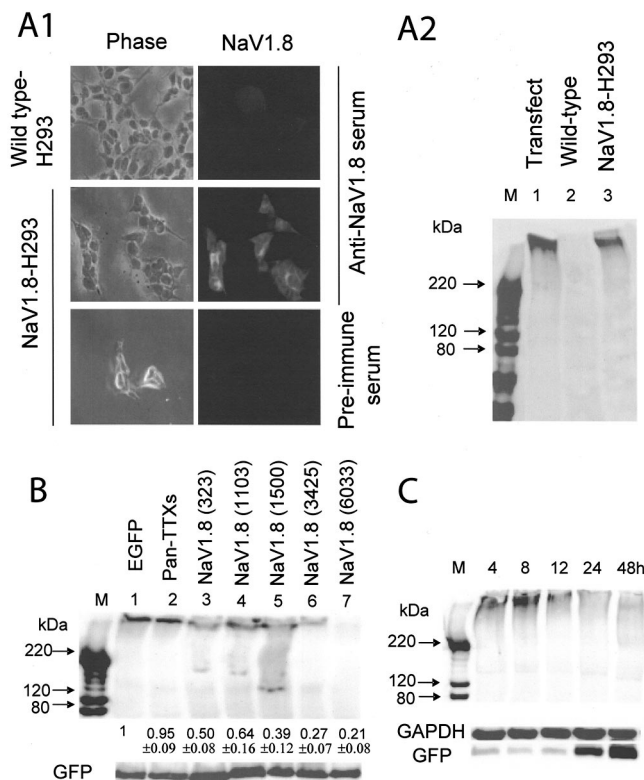 A1
Phase NaV1.8
Wild type-
H293
NaV1.8-H293
Anti-NaV1.8 serum
Pre-immune
serum
A2
Transfect
Wild-type
NaV1.8-H293
M 1 2 3
kDa
220
120
80
B
EGFP
Pan-TTXs
NaV1.8 (323)
NaV1.8 (1103)
NaV1.8 (1500)
NaV1.8 (3425)
NaV1.8 (6033)
M 1 2 3 4 5 6 7
kDa
220
120
80
1 0.95 0.50 0.64 0.39 0.27 0.21
±0.09 ±0.08 ±0.16 ±0.12 ±0.07 ±0.08
GFP
C
M 4 8 12 24 48h
kDa
220
120
80
GAPDH
GFP